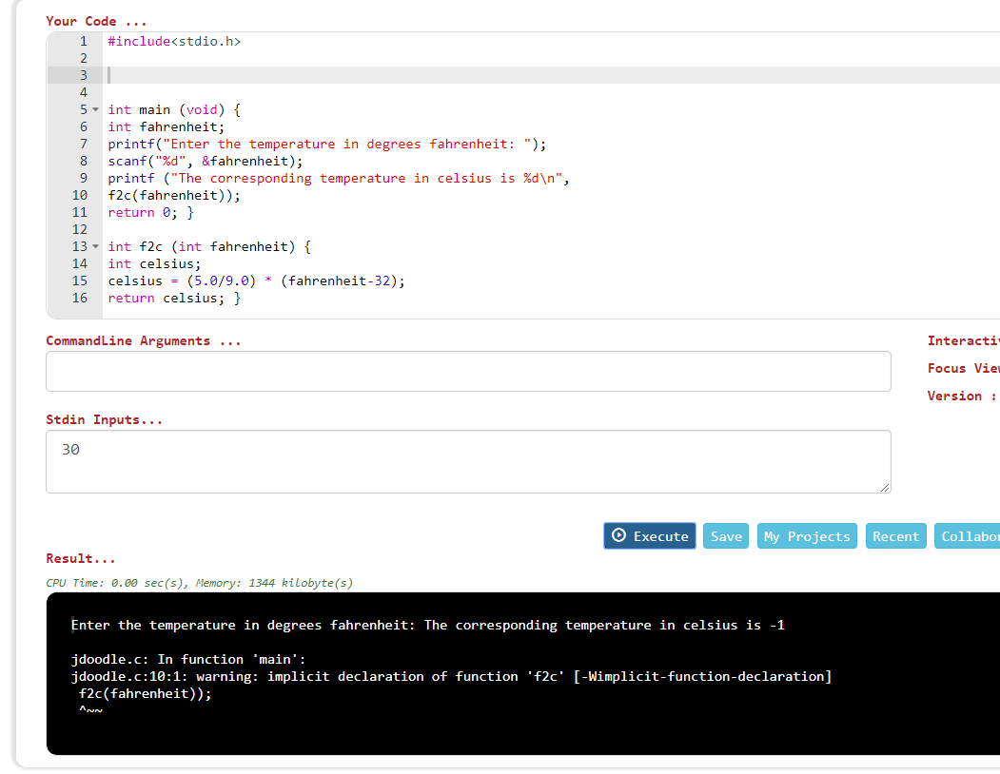 Your Code ...
1 #include<stdio.h>
2
3
4
5 int main (void) {
6 int fahrenheit;
7 printf("Enter the temperature in degrees fahrenheit: ");
8 scanf("%d", &fahrenheit);
9 printf ("The corresponding temperature in celsius is %d\n",
10 f2c(fahrenheit));
11 return 0; }
12
13 int f2c (int fahrenheit) {
14 int celsius;
15 celsius = (5.0/9.0) * (fahrenheit-32);
16 return celsius; }
CommandLine Arguments ...
Interactiv
Focus View
Version :
Stdin Inputs...
30
Execute Save My Projects Recent Collabor
Result...
CPU Time: 0.00 sec(s), Memory: 1344 kilobyte(s)
Enter the temperature in degrees fahrenheit: The corresponding temperature in celsius is -1
jdoodle.c: In function 'main':
jdoodle.c:10:1: warning: implicit declaration of function 'f2c' [-Wimplicit-function-declaration]
f2c(fahrenheit));
^~~